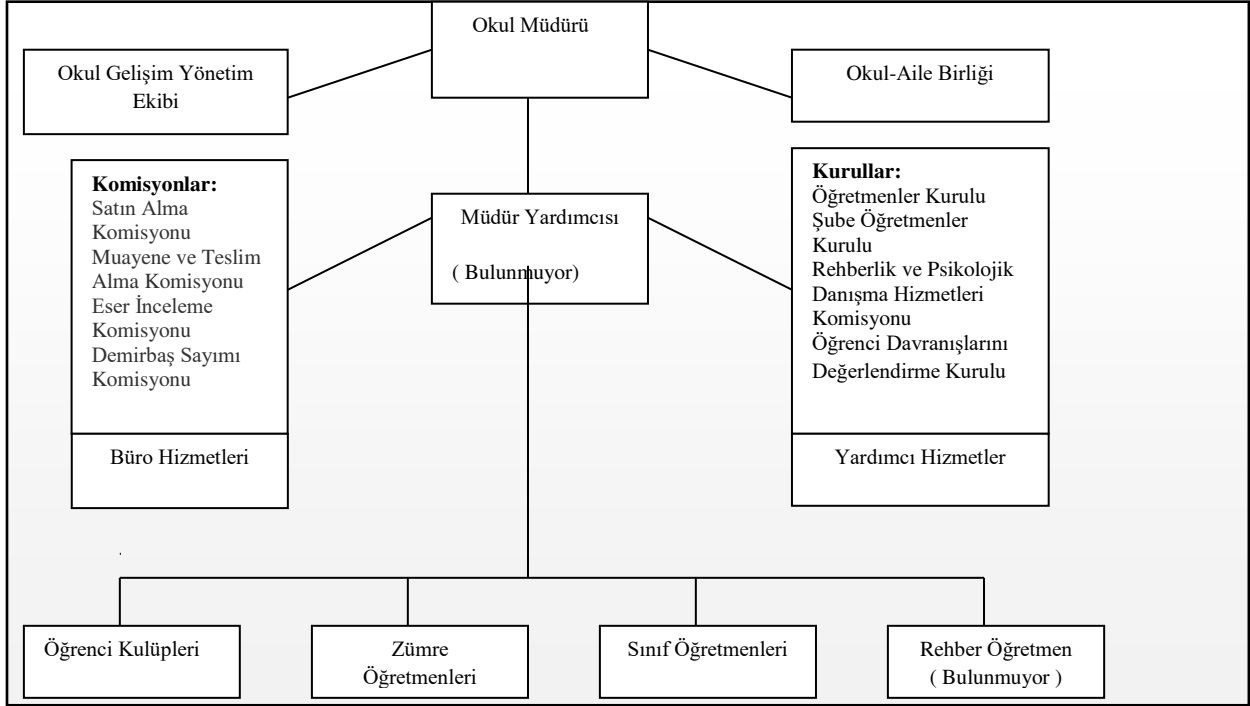 Okul Müdürü
Okul Gelişim Yönetim
Ekibi
Okul-Aile Birliği
Komisyonlar:
Satın Alma
Komisyonu
Muayene ve Teslim
Alma Komisyonu
Eser İnceleme
Komisyonu
Demirbaş Sayımı
Komisyonu
Müdür Yardımcısı
( Bulunmuyor)
Kurullar:
Öğretmenler Kurulu
Şube Öğretmenler
Kurulu
Rehberlik ve Psikolojik
Danışma Hizmetleri
Komisyonu
Öğrenci Davranışlarını
Değerlendirme Kurulu
Büro Hizmetleri
Yardımcı Hizmetler
Öğrenci Kulüpleri
Zümre
Öğretmenleri
Sınıf Öğretmenleri
Rehber Öğretmen
( Bulunmuyor )